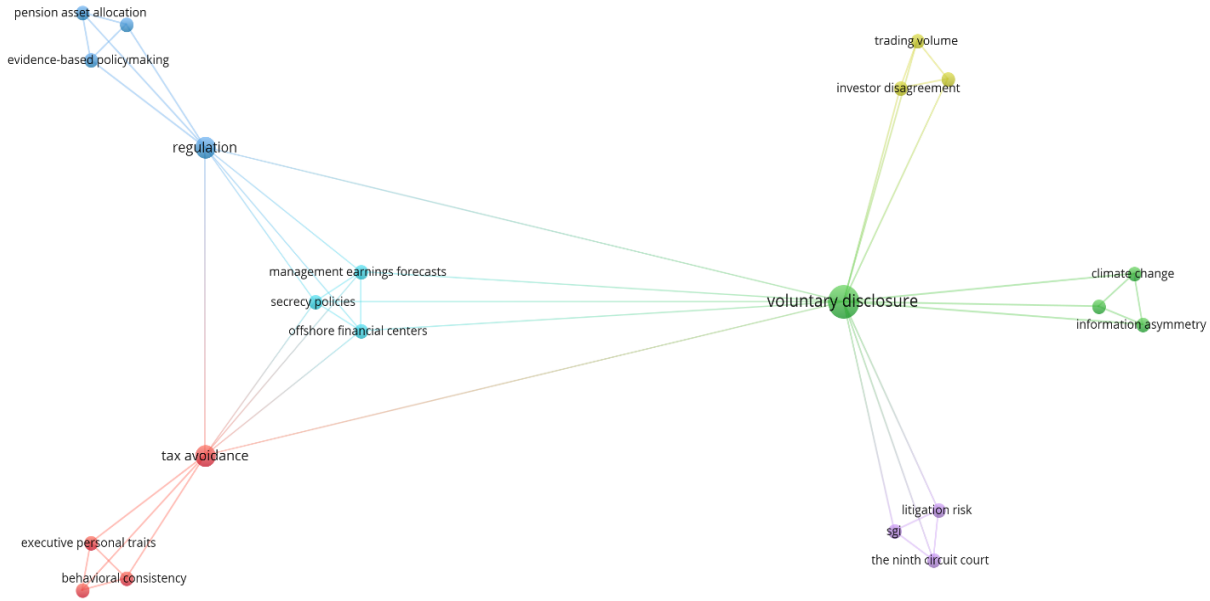 pension asset allocation
evidence-based policymaking
regulation
trading volume
investor disagreement
management earnings forecasts
secrecy policies
offshore financial centers
voluntary disclosure
climate change
information asymmetry
tax avoidance
executive personal traits
behavioral consistency
litigation risk
sgi
the ninth circuit court